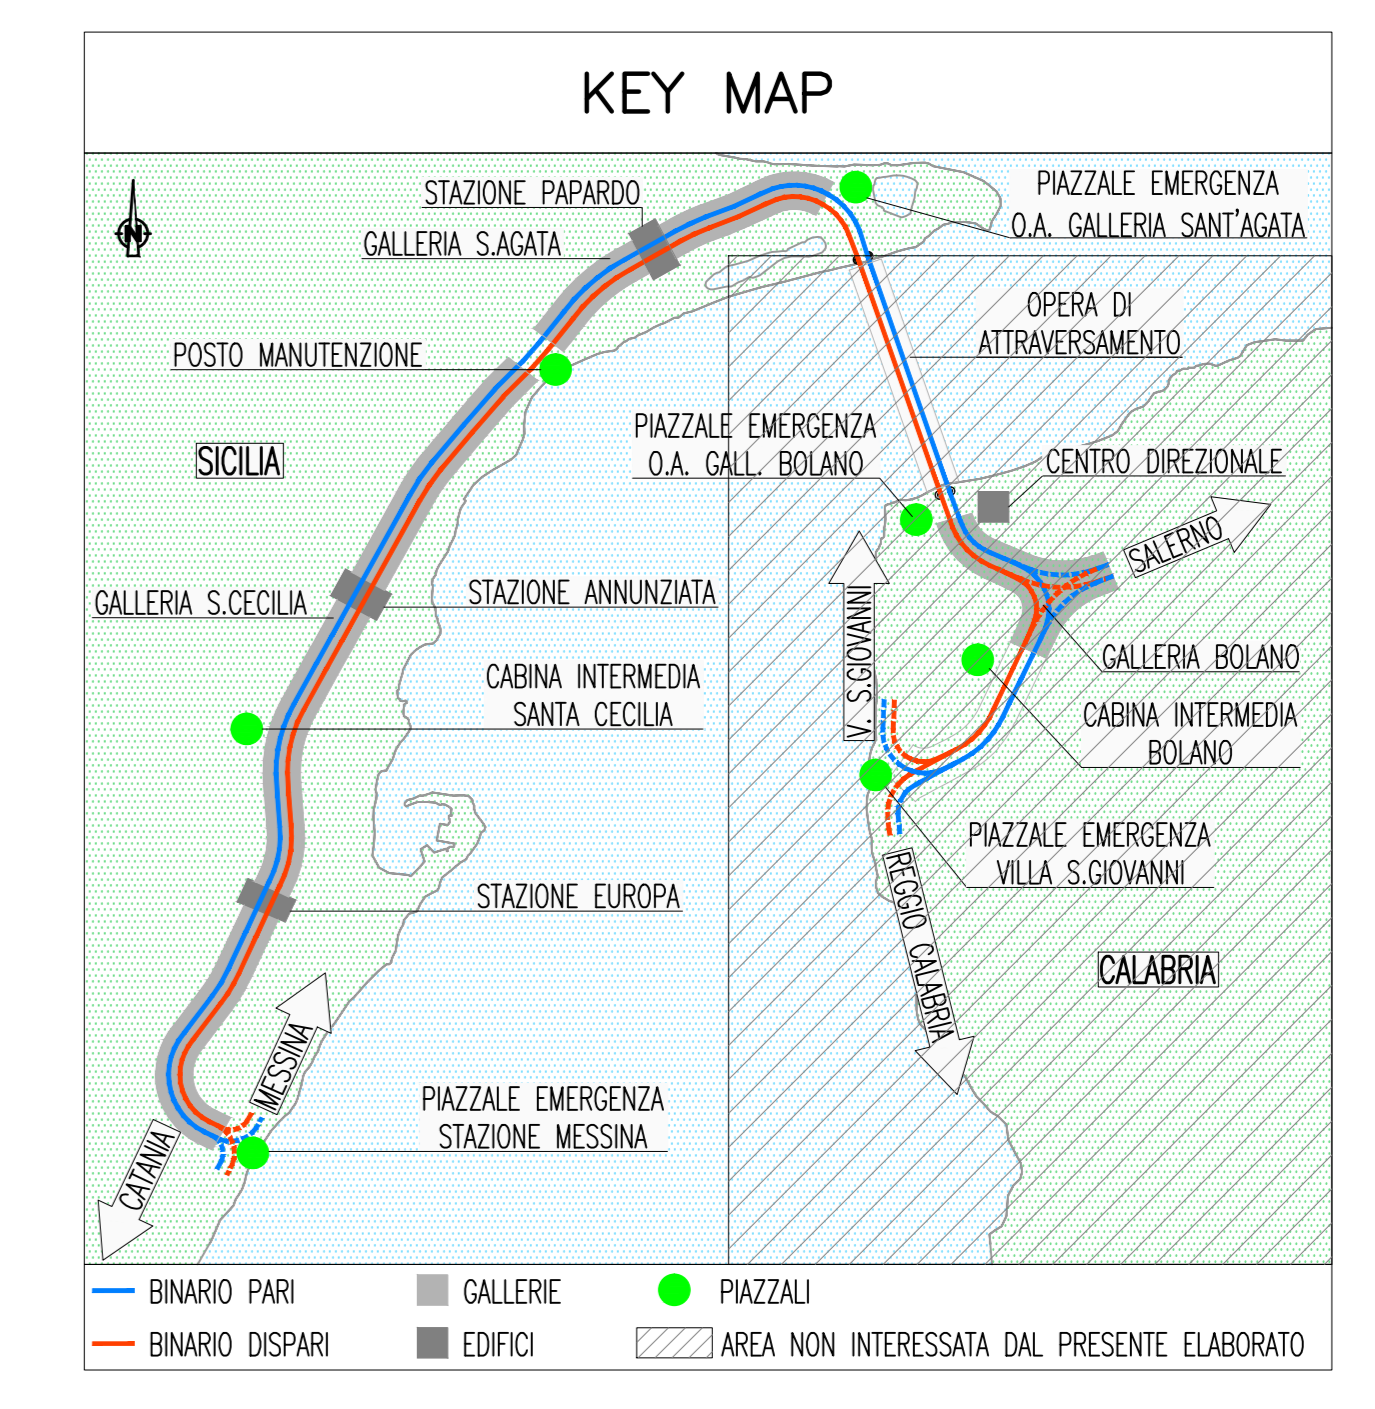 KEY MAP
N
STAZIONE PAPARDO
GALLERIA S.AGATA
PIAZZALE EMERGENZA
O.A. GALLERIA SANT'AGATA
OPERA DI
ATTRAVERSAMENTO
POSTO MANUTENZIONE
SICILIA
PIAZZALE EMERGENZA
O.A. GALL. BOLANO
CENTRO DIREZIONALE
SALERNO
GALLERIA S.CECILIA
STAZIONE ANNUNZIATA
V. S.GIOVANNI
GALLERIA BOLANO
CABINA INTERMEDIA
SANTA CECILIA
CABINA INTERMEDIA
BOLANO
PIAZZALE EMERGENZA
VILLA S.GIOVANNI
STAZIONE EUROPA
REGGIO CALABRIA
CALABRIA
MESSINA
PIAZZALE EMERGENZA
STAZIONE MESSINA
CATANIA
BINARIO PARI
GALLERIE
PIAZZALI
BINARIO DISPARI
EDIFICI
AREA NON INTERESSATA DAL PRESENTE ELABORATO